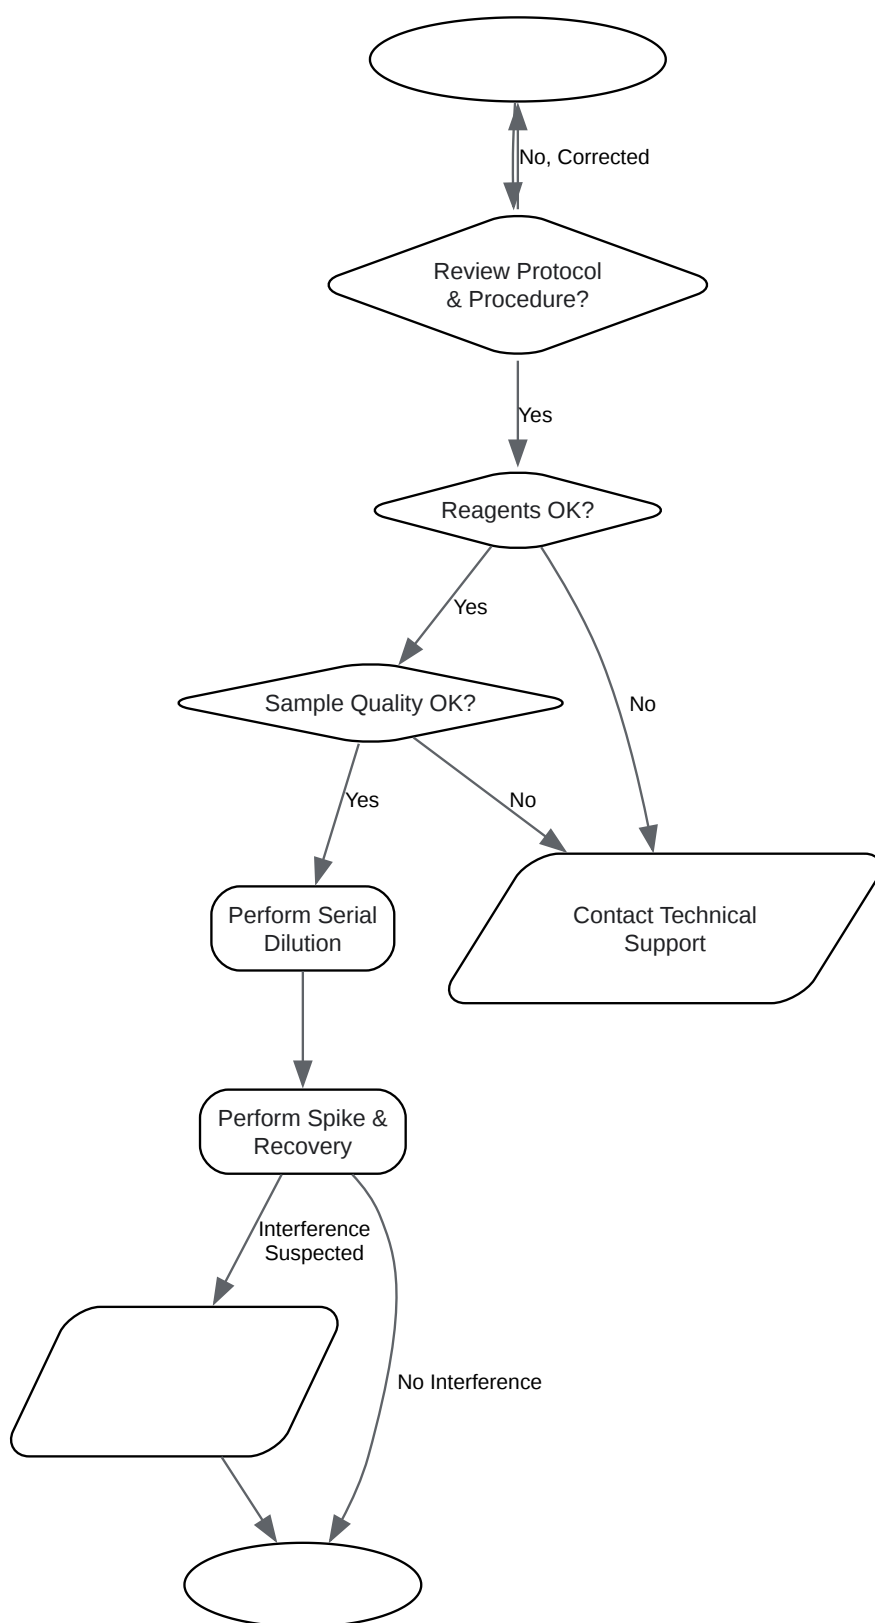 No, Corrected
Review Protocol
& Procedure?
Yes
Reagents OK?
Yes
No
Sample Quality OK?
Yes
No
Perform Serial
Dilution
Contact Technical
Support
Perform Spike &
Recovery
Interference
Suspected
No Interference